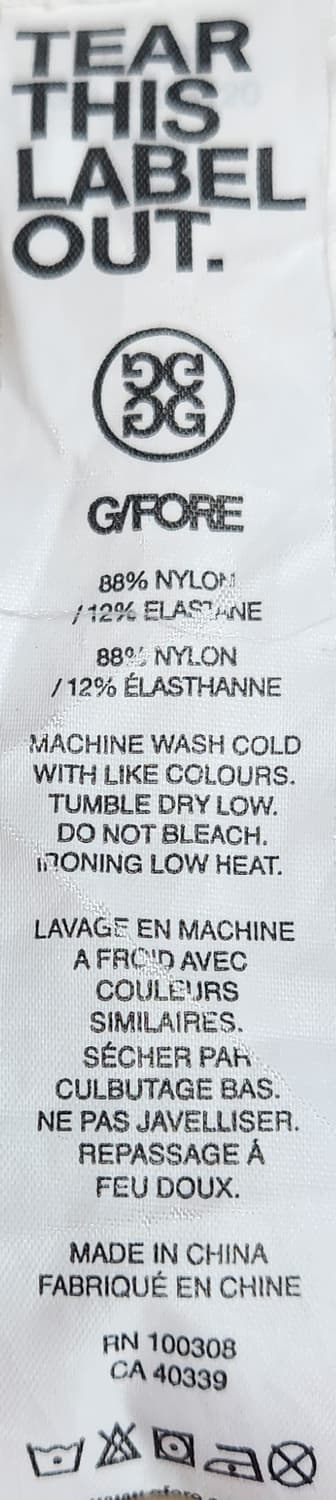 TEAR
THIS
LABEL
OUT.
G/FORE
88% NYLON
/ 12% ELASTANE
88% NYLON
/ 12% ÉLASTHANNE
MACHINE WASH COLD
WITH LIKE COLOURS.
TUMBLE DRY LOW.
DO NOT BLEACH.
IRONING LOW HEAT.
LAVAGE EN MACHINE
A FROID AVEC
COULEURS
SIMILAIRES.
SÉCHER PAR
CULBUTAGE BAS.
NE PAS JAVELLISER.
REPASSAGE Á
FEU DOUX.
MADE IN CHINA
FABRIQUÉ EN CHINE
RN 100308
CA 40339